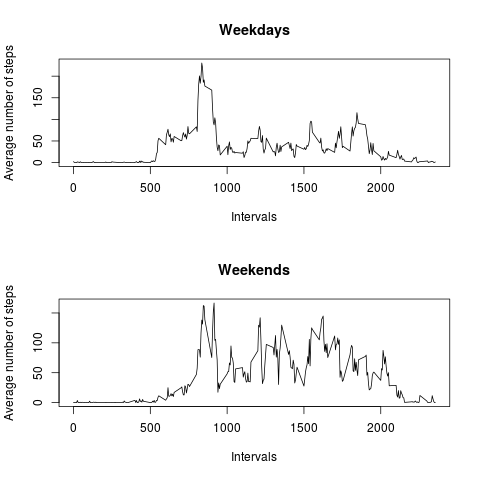 Weekdays
Average number of steps
0 50 150
0 500 1000 1500 2000
Intervals
Weekends
Average number of steps
0 50 100
0 500 1000 1500 2000
Intervals